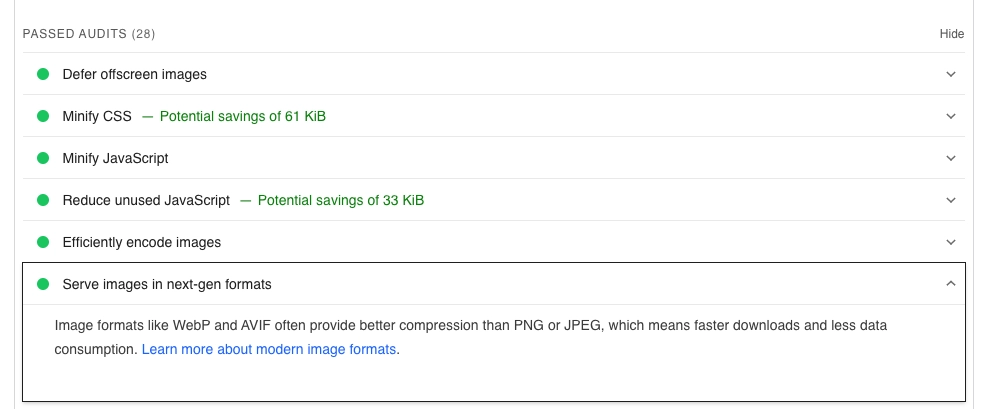 PASSED AUDITS (28)
Hide
Defer offscreen images
Minify CSS — Potential savings of 61 KiB
Minify JavaScript
Reduce unused JavaScript — Potential savings of 33 KiB
Efficiently encode images
Serve images in next-gen formats
Image formats like WebP and AVIF often provide better compression than PNG or JPEG, which means faster downloads and less data
consumption. Learn more about modern image formats.